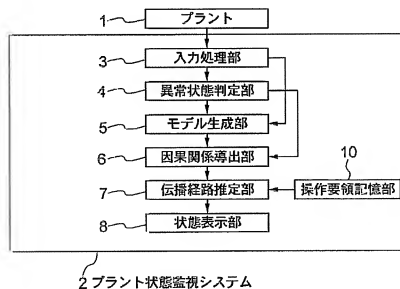 1 プラント
3 入力処理部
4 異常状態判定部
5 モデル生成部
6 因果関係導出部
10
7 伝播経路推定部 操作要領記憶部
8 状態表示部
2 プラント状態監視システム